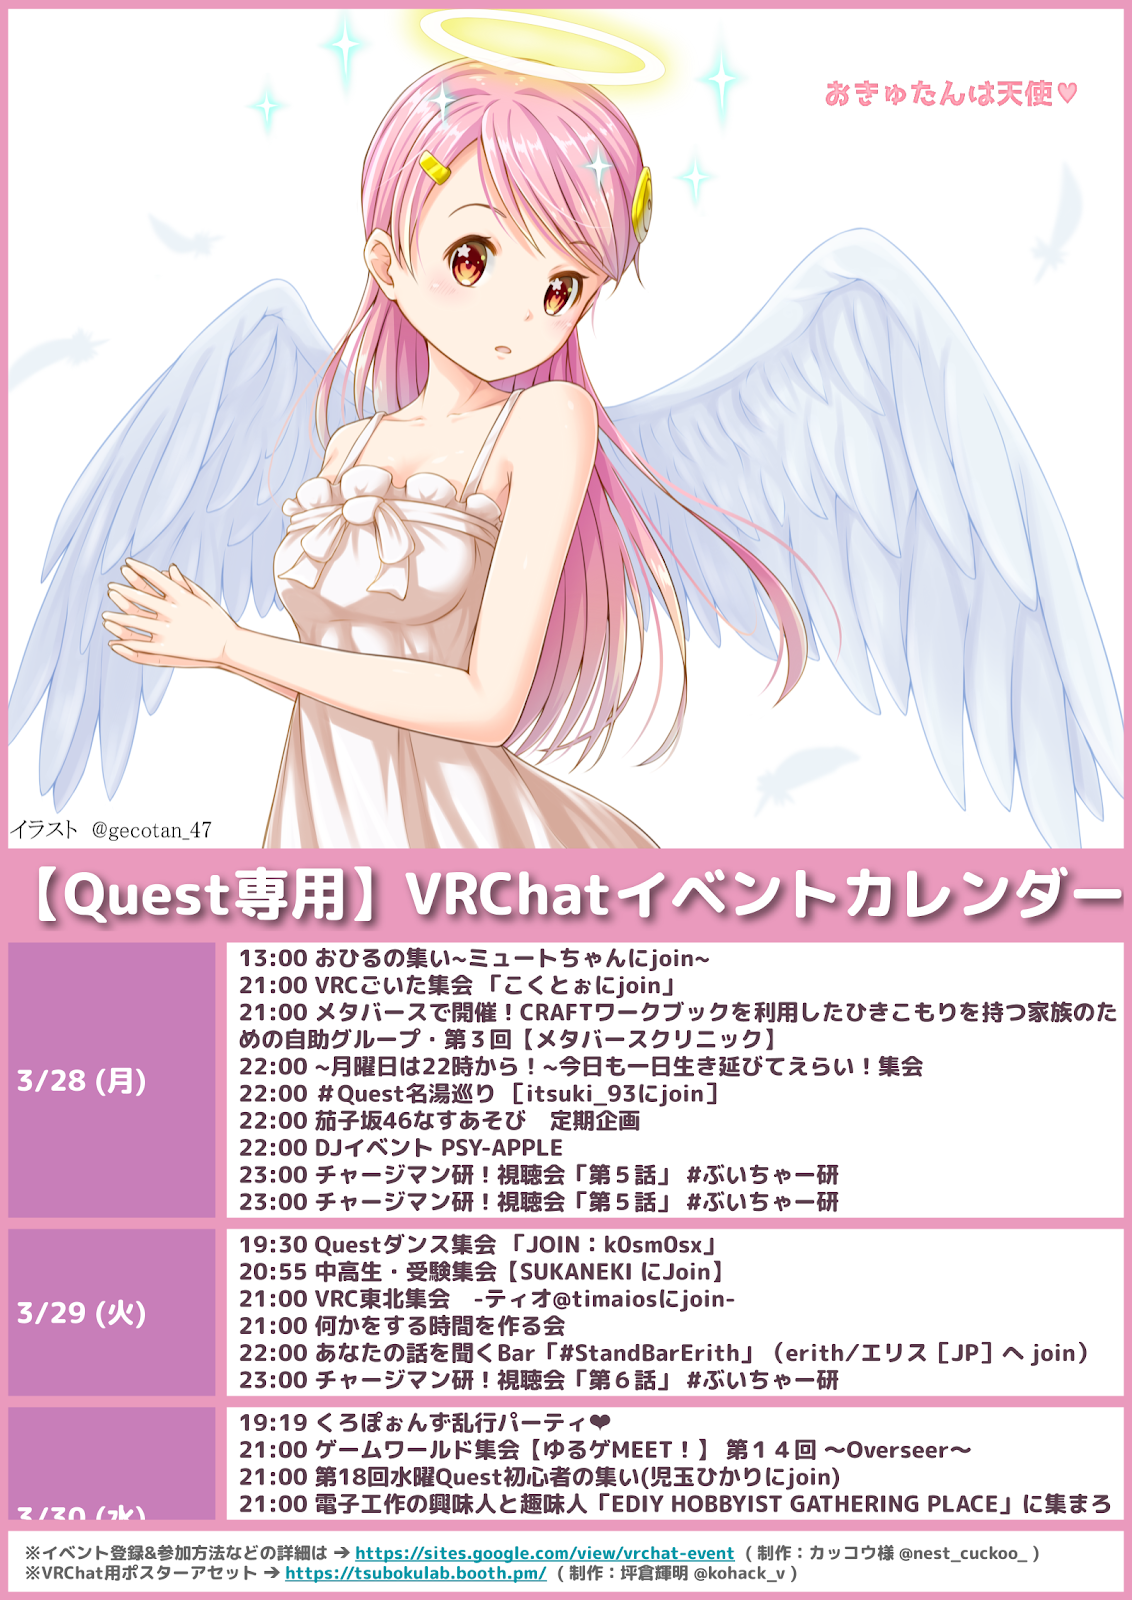 おきゅたんは天使♥
イラスト @gecotan_47
【Quest専用】VRChatイベントカレンダー
3/28 (月)
13:00 おひるの集い~ミュートちゃんにjoin~
21:00 VRCごいた集会 「こくとぉにjoin」
21:00 メタバースで開催！CRAFTワークブックを利用したひきこもりを持つ家族のた
めの自助グループ・第３回【メタバースクリニック】
22:00 ~月曜日は22時から！~今日も一日生き延びてえらい！集会
22:00 ＃Quest名湯巡り ［itsuki_93にjoin］
22:00 茄子坂46なすあそび　定期企画
22:00 DJイベント PSY-APPLE
23:00 チャージマン研！視聴会「第５話」 #ぶいちゃー研
23:00 チャージマン研！視聴会「第５話」 #ぶいちゃー研
3/29 (火)
19:30 Questダンス集会 「JOIN：k0sm0sx」
20:55 中高生・受験集会【SUKANEKI にJoin】
21:00 VRC東北集会　-ティオ@timaiosにjoin-
21:00 何かをする時間を作る会
22:00 あなたの話を聞くBar「#StandBarErith」（erith/エリス［JP］へ join）
23:00 チャージマン研！視聴会「第６話」 #ぶいちゃー研
3/30 (水)
19:19 くろぽぉんず乱行パーティ❤
21:00 ゲームワールド集会【ゆるゲMEET！】 第１４回 ～Overseer～
21:00 第18回水曜Quest初心者の集い(児玉ひかりにjoin)
21:00 電子工作の興味人と趣味人「EDIY HOBBYIST GATHERING PLACE」に集まろ
※イベント登録&参加方法などの詳細は → https://sites.google.com/view/vrchat-event ( 制作：カッコウ様 @nest_cuckoo_ )
※VRChat用ポスターアセット → https://tsubokulab.booth.pm/ ( 制作：坪倉輝明 @kohack_v )